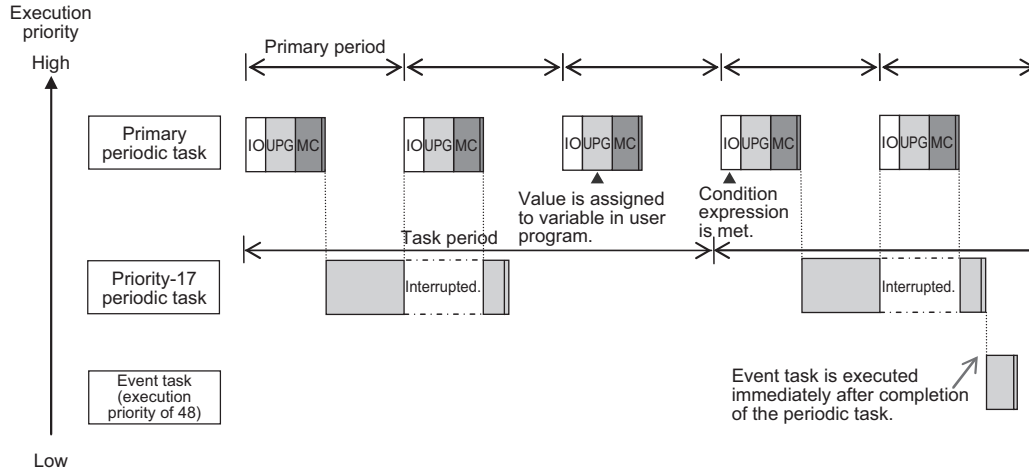 Execution
priority
High
Primary period
Primary
periodic task
IO UPG MC
IO UPG MC
IO UPG MC
IO UPG MC
IO UPG MC
Value is assigned
to variable in user
program.
Condition
expression
is met.
Task period
Priority-17
periodic task
Interrupted.
Interrupted.
Event task
(execution
priority of 48)
Event task is executed
immediately after completion
of the periodic task.
Low